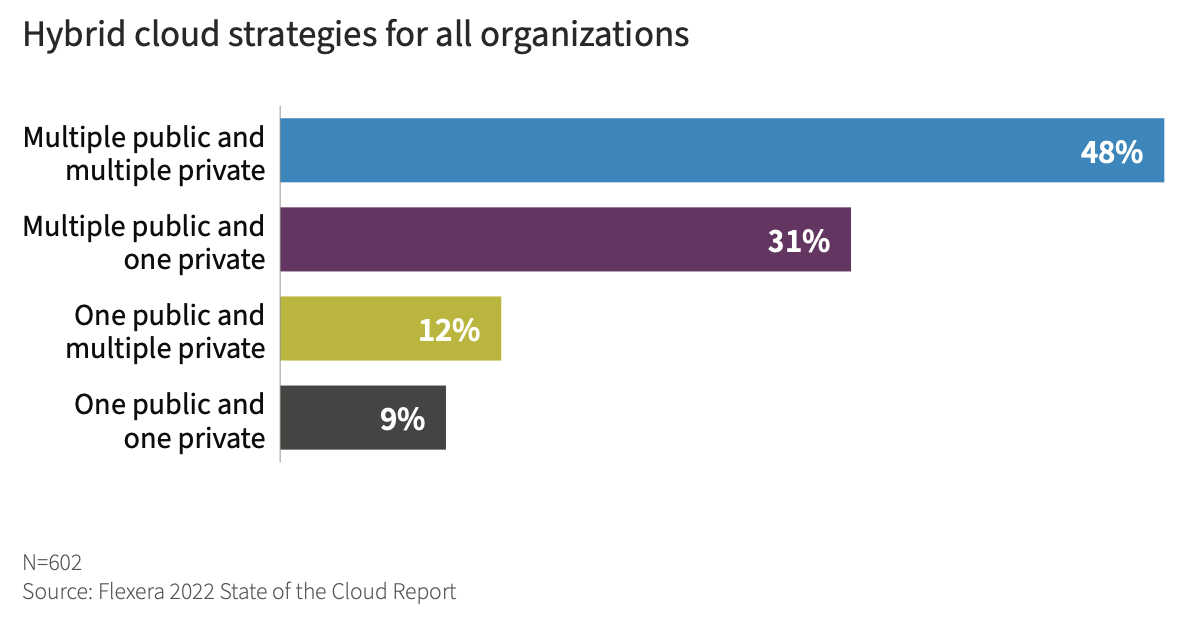 Hybrid cloud strategies for all organizations
Multiple public and
multiple private
48%
Multiple public and
one private
31%
One public and
multiple private
12%
One public and
one private
9%
N=602
Source: Flexera 2022 State of the Cloud Report